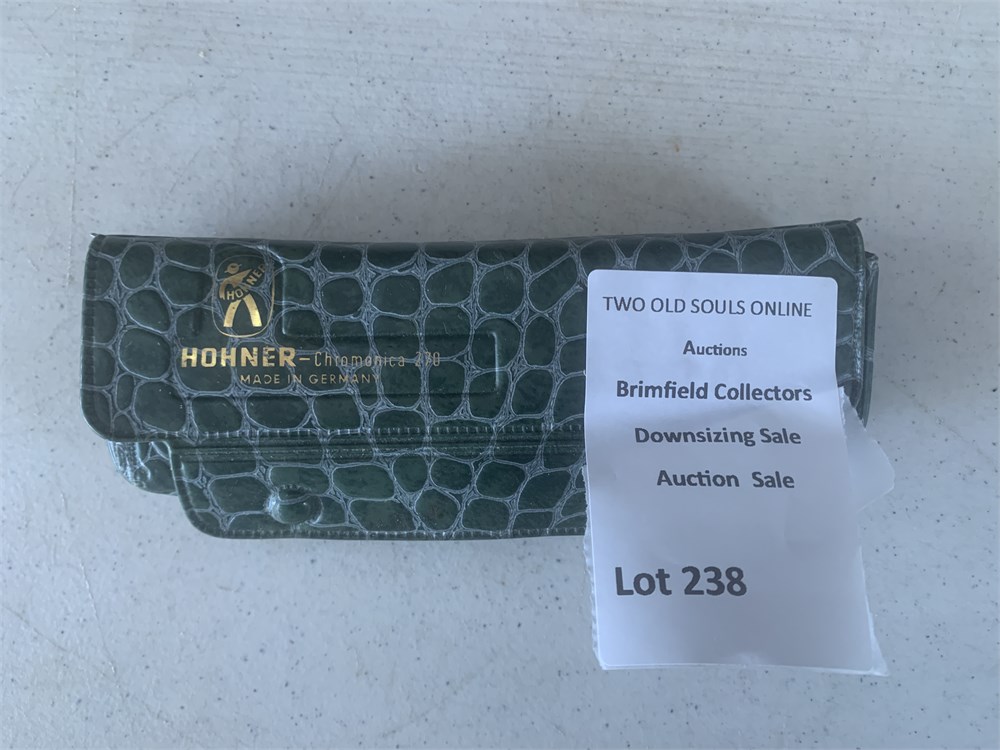 HOHNER
HOHNER-Chromonica 270
MADE IN GERMANY
TWO OLD SOULS ONLINE
Auctions
Brimfield Collectors
Downsizing Sale
Auction Sale
Lot 238